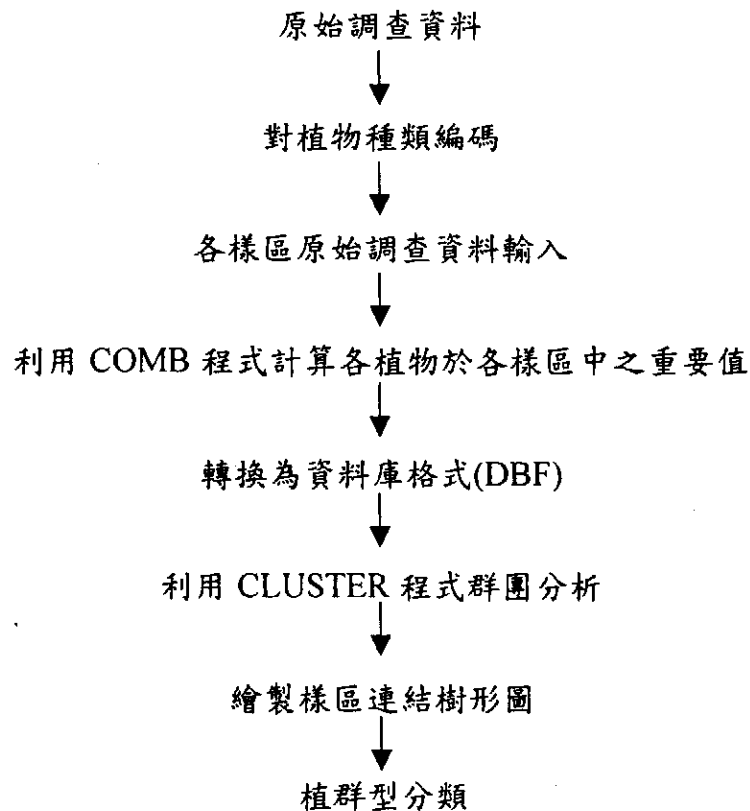 原始調查資料
對植物種類編碼
各樣區原始調查資料輸入
利用 COMB 程式計算各植物於各樣區中之重要值
轉換為資料庫格式(DBF)
利用 CLUSTER 程式群團分析
繪製樣區連結樹形圖
植群型分類